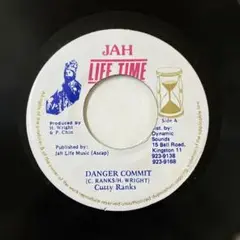 JAH
LIFE TIME
Side A
Produced by
H. Wright
& P. Chin
Dist. by:
Dynamic
Sounds
15 Bell Road,
Kingston 11
923-9138
923-9168
Published by:
Jah Life Music (Ascap)
DANGER COMMIT
(C. RANKS/H. WRIGHT)
Cutty Ranks